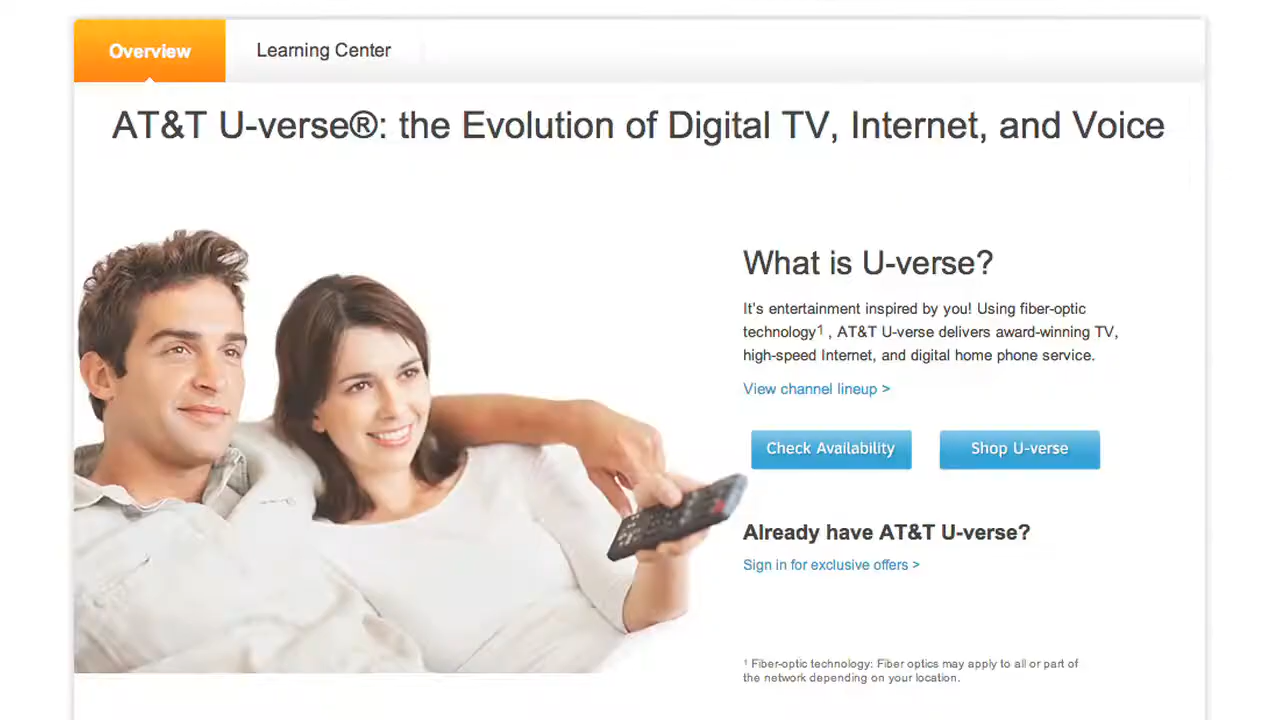 Overview
Learning Center
AT&T U-verse®: the Evolution of Digital TV, Internet, and Voice
What is U-verse?
It's entertainment inspired by you! Using fiber-optic
technology1 , AT&T U-verse delivers award-winning TV,
high-speed Internet, and digital home phone service.
View channel lineup >
Check Availability
Shop U-verse
Already have AT&T U-verse?
Sign in for exclusive offers >
1 Fiber-optic technology: Fiber optics may apply to all or part of
the network depending on your location.